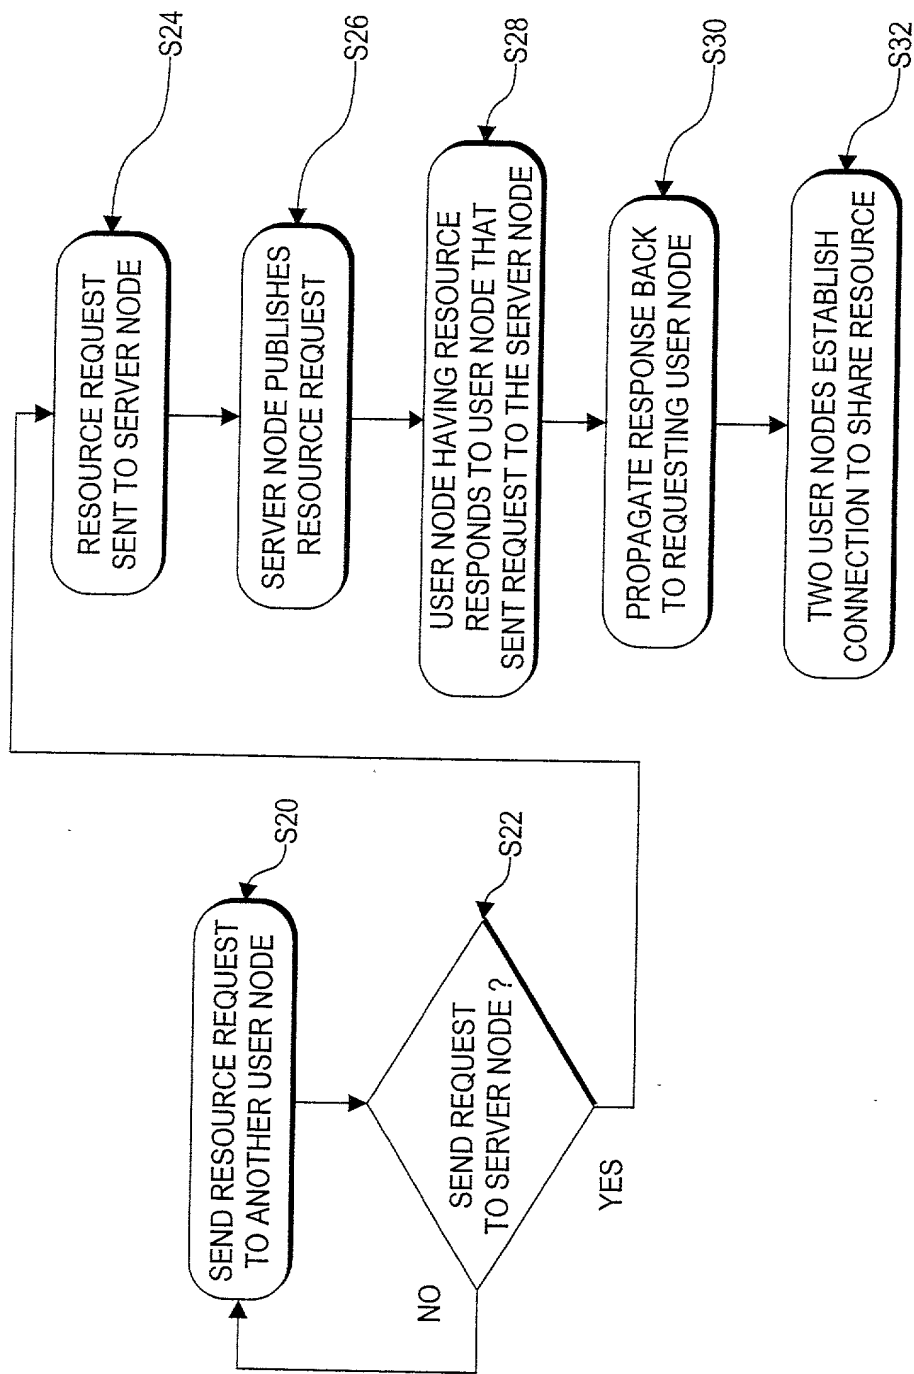 SEND RESOURCE REQUEST
TO ANOTHER USER NODE
S20
SEND REQUEST
TO SERVER NODE ?
S22
NO
YES
RESOURCE REQUEST
SENT TO SERVER NODE
S24
SERVER NODE PUBLISHES
RESOURCE REQUEST
S26
USER NODE HAVING RESOURCE
RESPONDS TO USER NODE THAT
SENT REQUEST TO THE SERVER NODE
S28
PROPAGATE RESPONSE BACK
TO REQUESTING USER NODE
S30
TWO USER NODES ESTABLISH
CONNECTION TO SHARE RESOURCE
S32